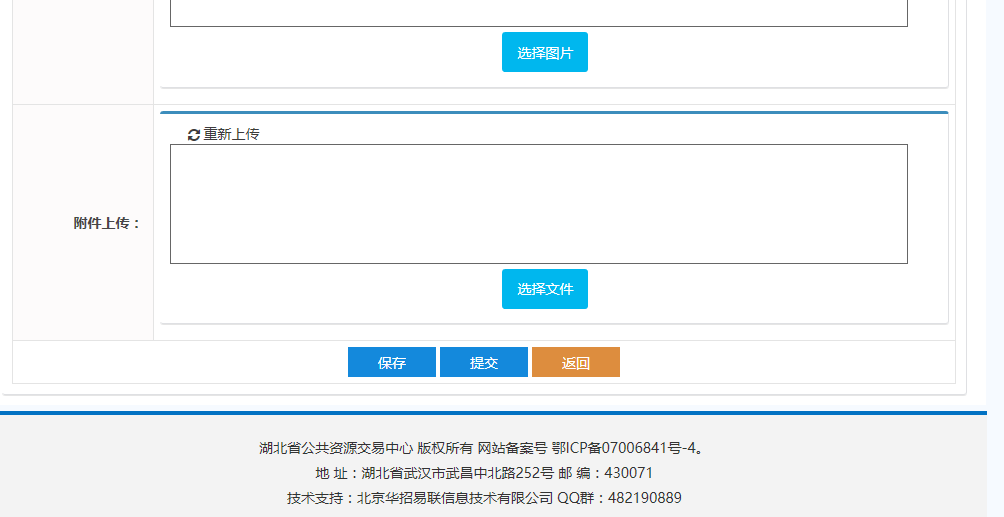 选择图片
重新上传
附件上传：
选择文件
保存 提交 返回
湖北省公共资源交易中心 版权所有 网站备案号 鄂ICP备07006841号-4。
地 址：湖北省武汉市武昌中北路252号 邮 编：430071
技术支持：北京华招易联信息技术有限公司 QQ群：482190889